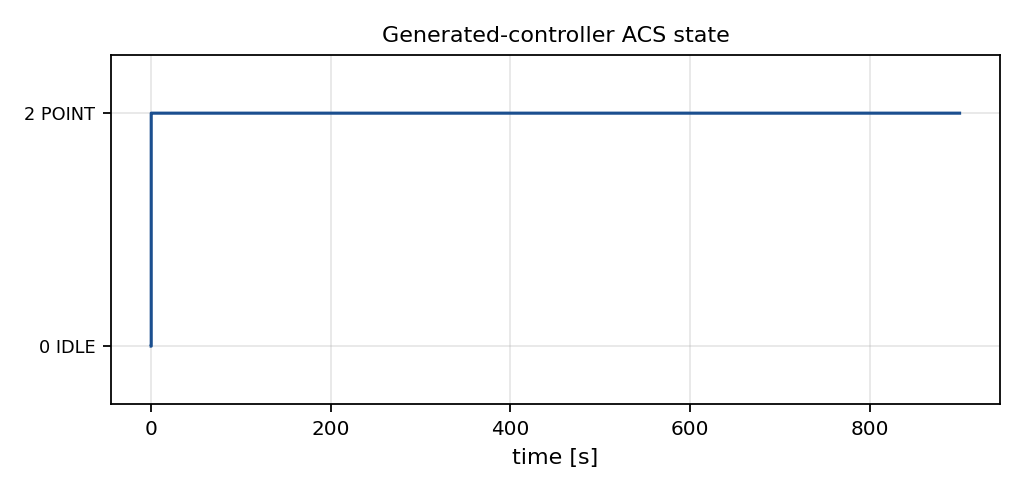 Generated-controller ACS state
2 POINT
0 IDLE
0 200 400 600 800
time [s]